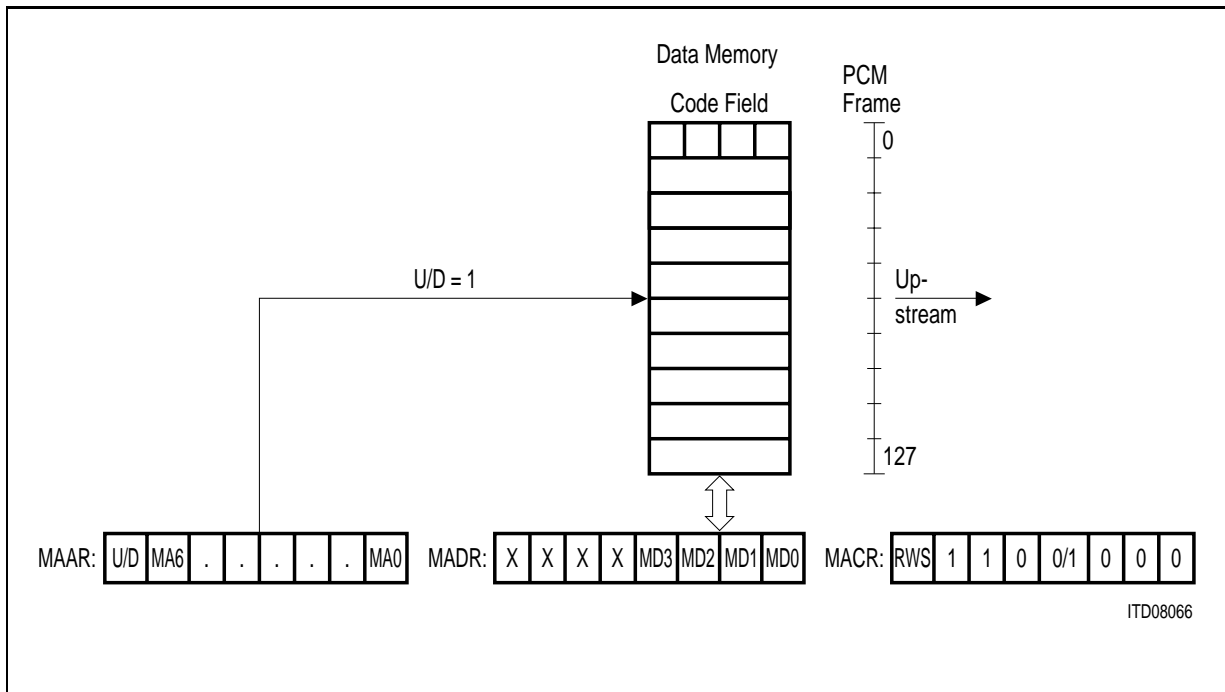 Data Memory
Code Field
PCM
Frame
0
U/D = 1
Up-
stream
127
MAAR: U/D MA6 . . . . . MA0 MADR: X X X X MD3 MD2 MD1 MD0 MACR: RWS 1 1 0 0/1 0 0 0
ITD08066